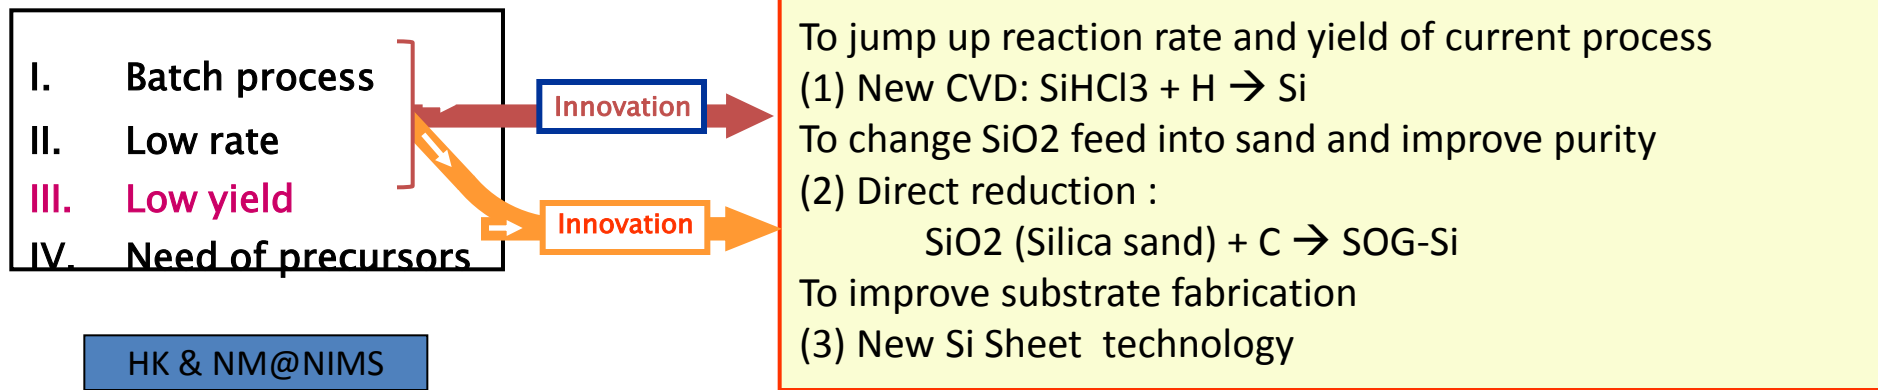 I. Batch process
II. Low rate
III. Low yield
IV. Need of precursors
Innovation
Innovation
To jump up reaction rate and yield of current process
(1) New CVD: SiHCl3 + H → Si
To change SiO2 feed into sand and improve purity
(2) Direct reduction :
SiO2 (Silica sand) + C → SOG-Si
To improve substrate fabrication
(3) New Si Sheet technology
HK & NM@NIMS